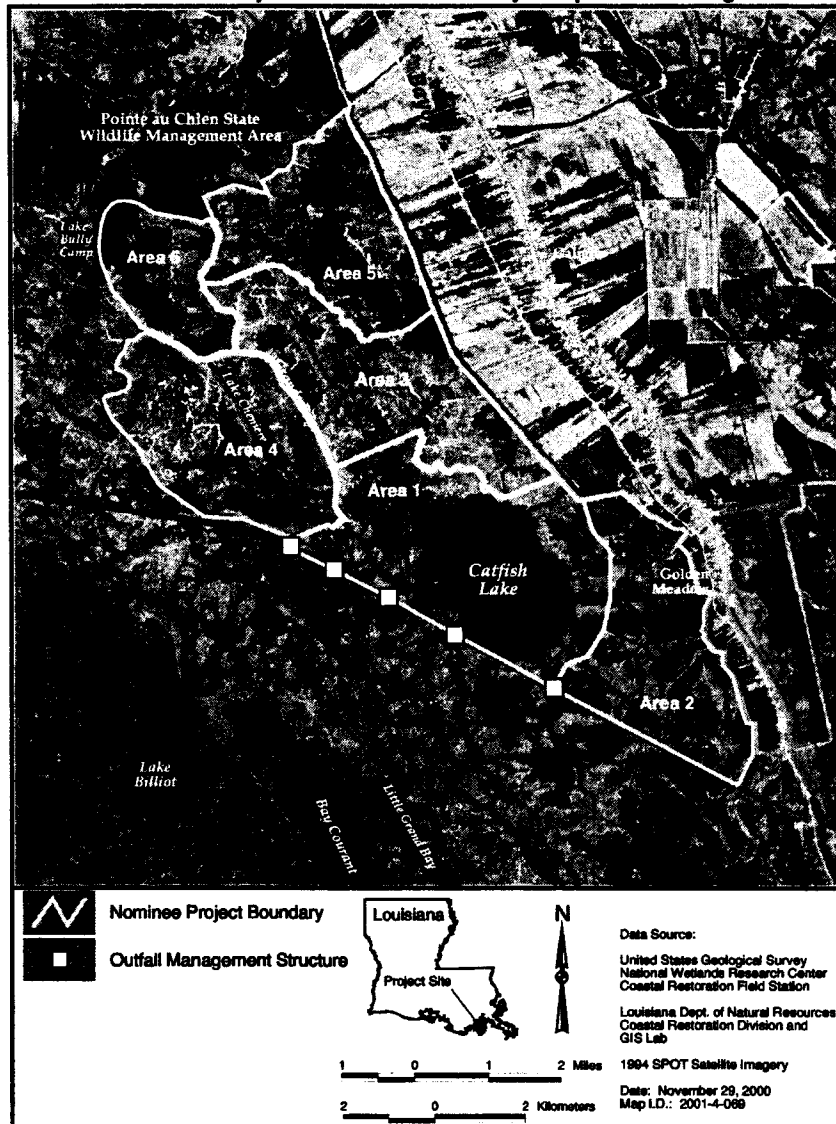 Pointe au Chien State
Wildlife Management Area
Lake
Bully
Camp
Area 6
Area 5
Area 3
Lake
Area 4
Area 1
Catfish
Lake
Golden
Meadow
Area 2
Lake
Billiot
Bay Courant
Little Grand Bay
Nominee Project Boundary
Outfall Management Structure
Louisiana
Project Site
N
1 0 1 2 Miles
2 0 2 Kilometers
Data Source:
United States Geological Survey
National Wetlands Research Center
Coastal Restoration Field Station
Louisiana Dept. of Natural Resources
Coastal Restoration Division and
GIS Lab
1994 SPOT Satellite Imagery
Date: November 29, 2000
Map I.D.: 2001-4-069